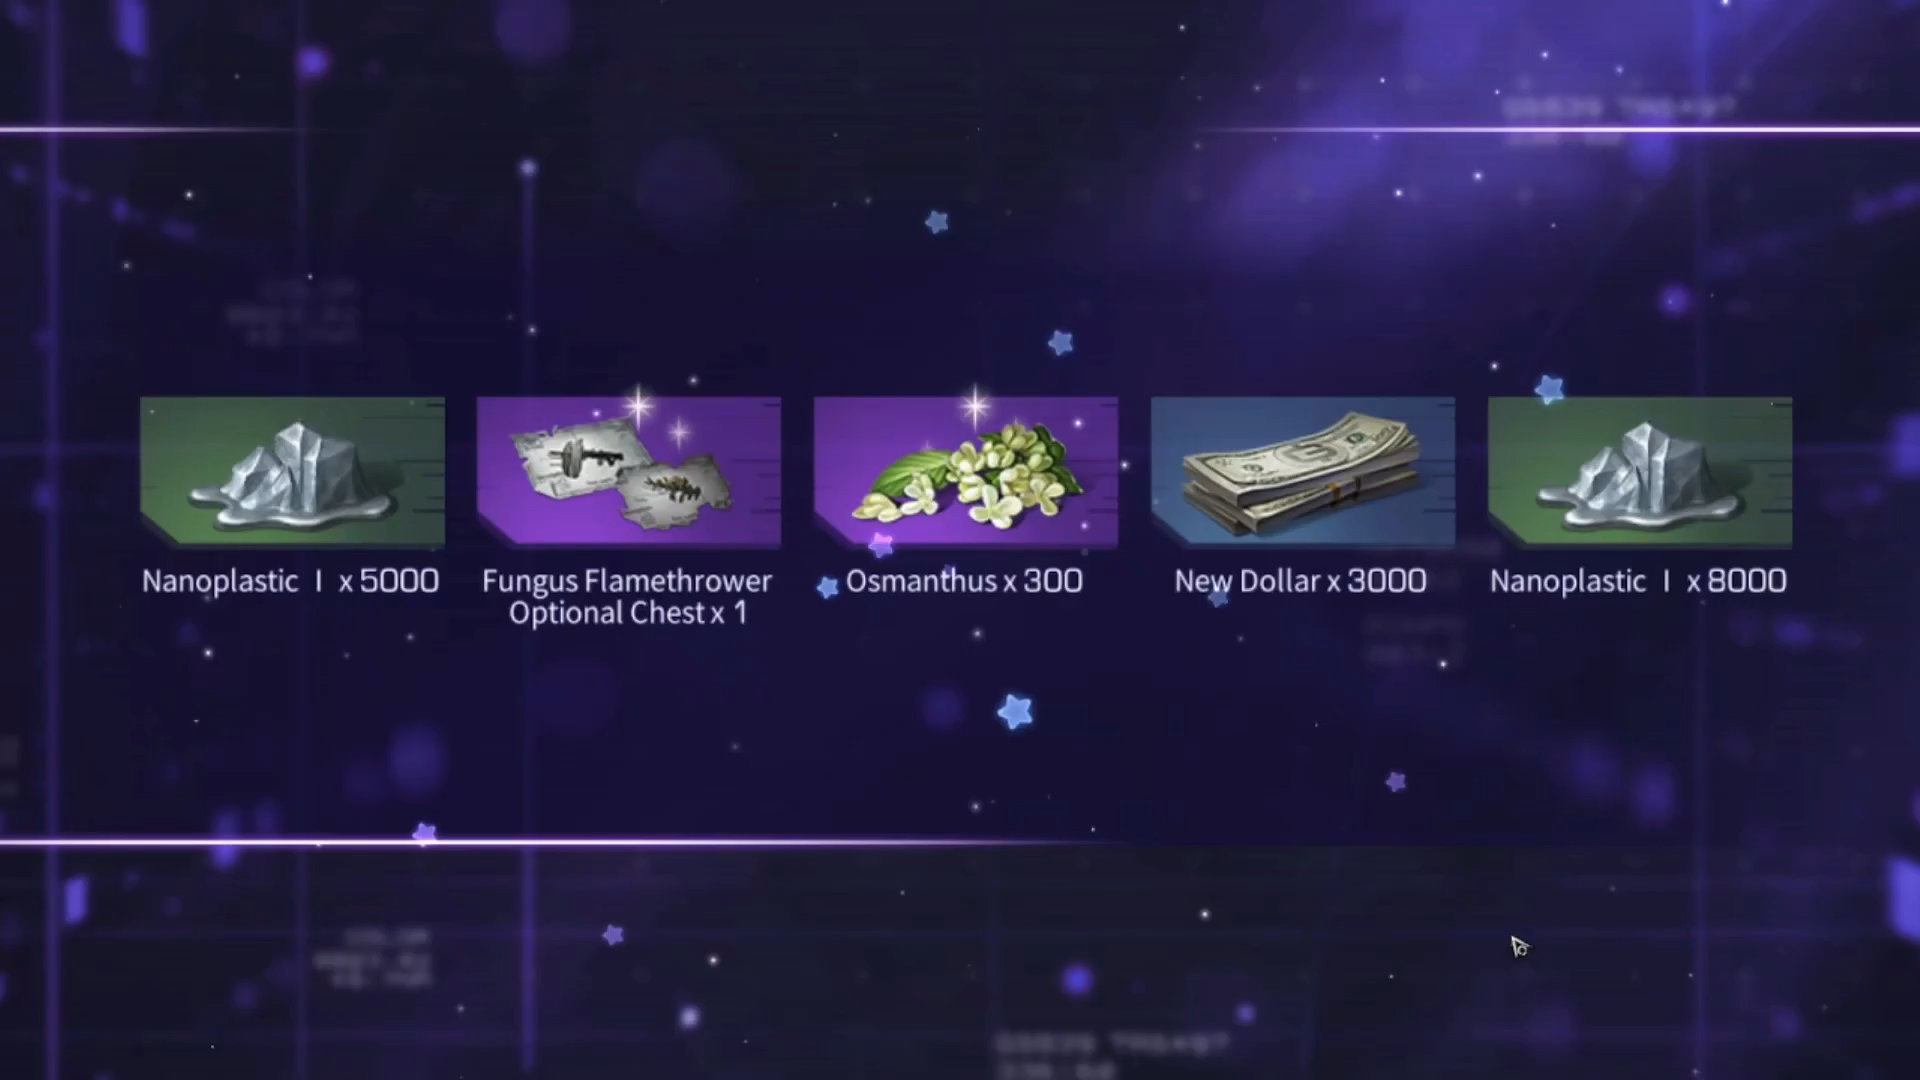 Nanoplastic Ⅰ x 5000
Fungus Flamethrower
Optional Chest x 1
Osmanthus x 300
New Dollar x 3000
Nanoplastic Ⅰ x 8000